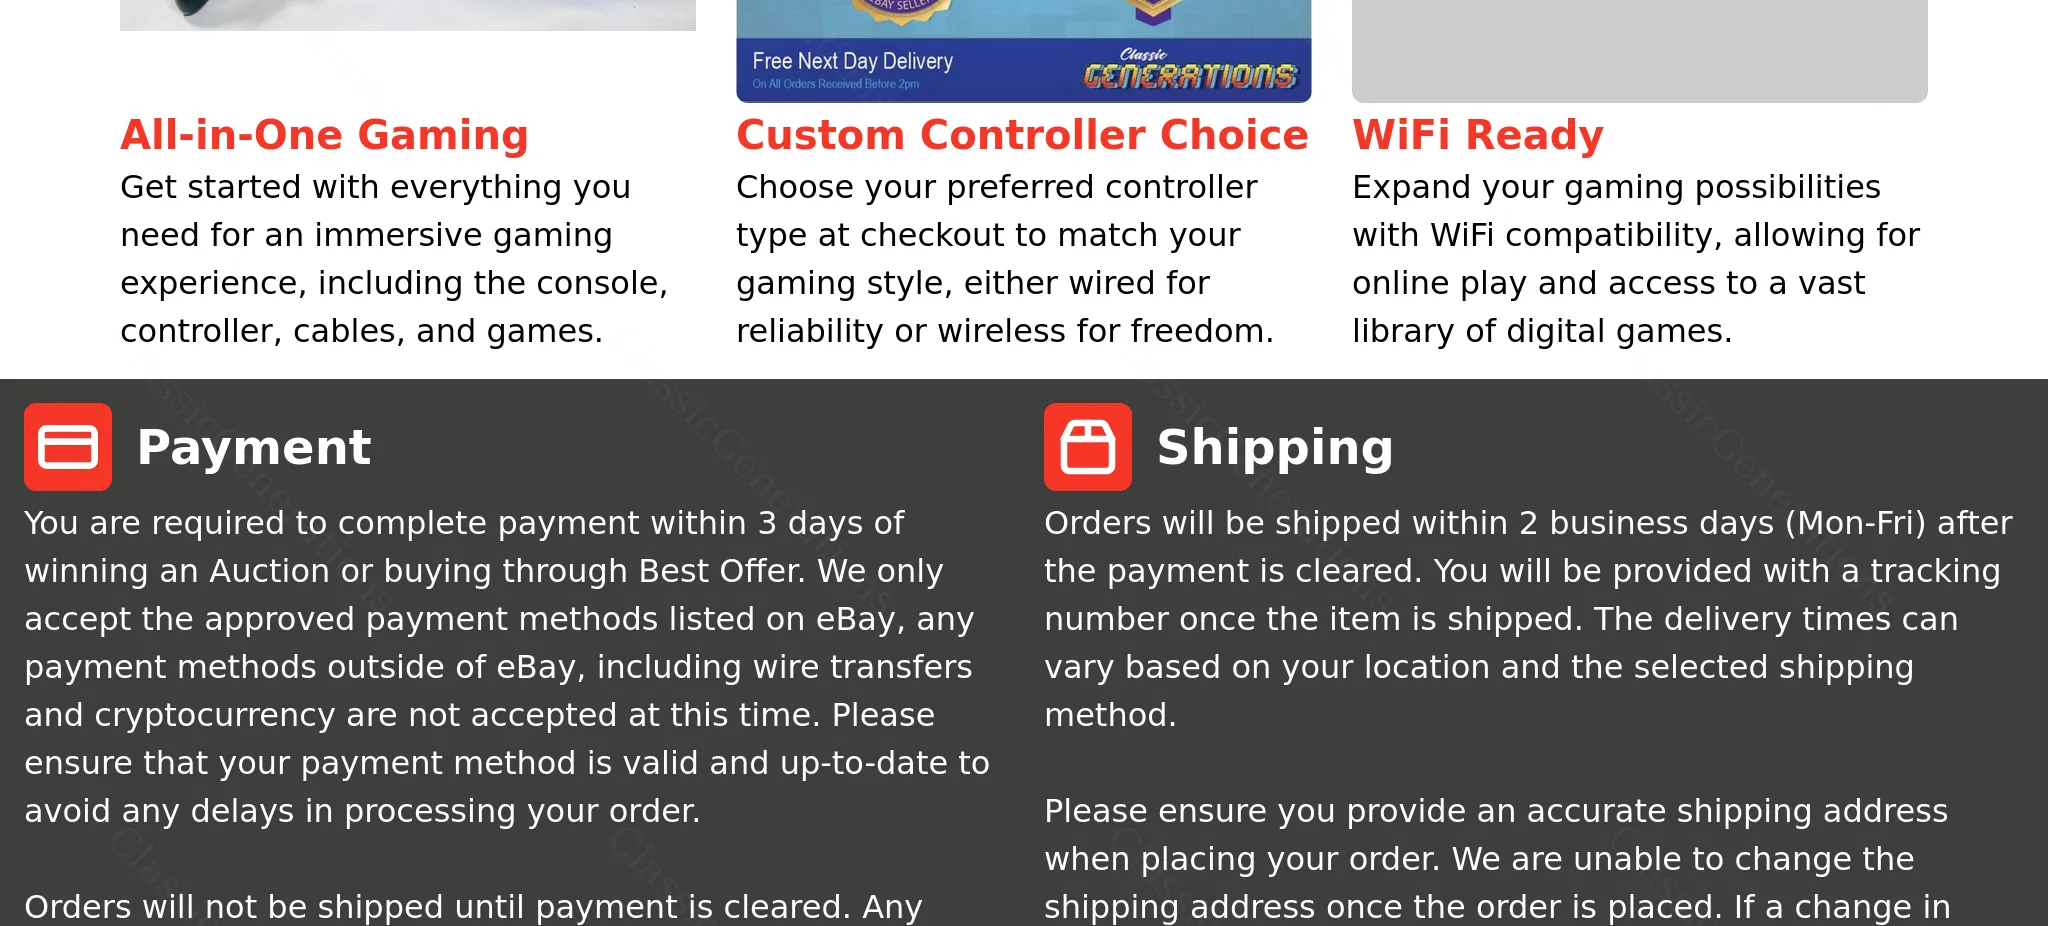 EBAY SELLER
Free Next Day Delivery
On All Orders Received Before 2pm
Classic
GENERATIONS
All-in-One Gaming
Get started with everything you
need for an immersive gaming
experience, including the console,
controller, cables, and games.
Custom Controller Choice
Choose your preferred controller
type at checkout to match your
gaming style, either wired for
reliability or wireless for freedom.
WiFi Ready
Expand your gaming possibilities
with WiFi compatibility, allowing for
online play and access to a vast
library of digital games.
Payment
You are required to complete payment within 3 days of
winning an Auction or buying through Best Offer. We only
accept the approved payment methods listed on eBay, any
payment methods outside of eBay, including wire transfers
and cryptocurrency are not accepted at this time. Please
ensure that your payment method is valid and up-to-date to
avoid any delays in processing your order.
Orders will not be shipped until payment is cleared. Any
Shipping
Orders will be shipped within 2 business days (Mon-Fri) after
the payment is cleared. You will be provided with a tracking
number once the item is shipped. The delivery times can
vary based on your location and the selected shipping
method.
Please ensure you provide an accurate shipping address
when placing your order. We are unable to change the
shipping address once the order is placed. If a change in